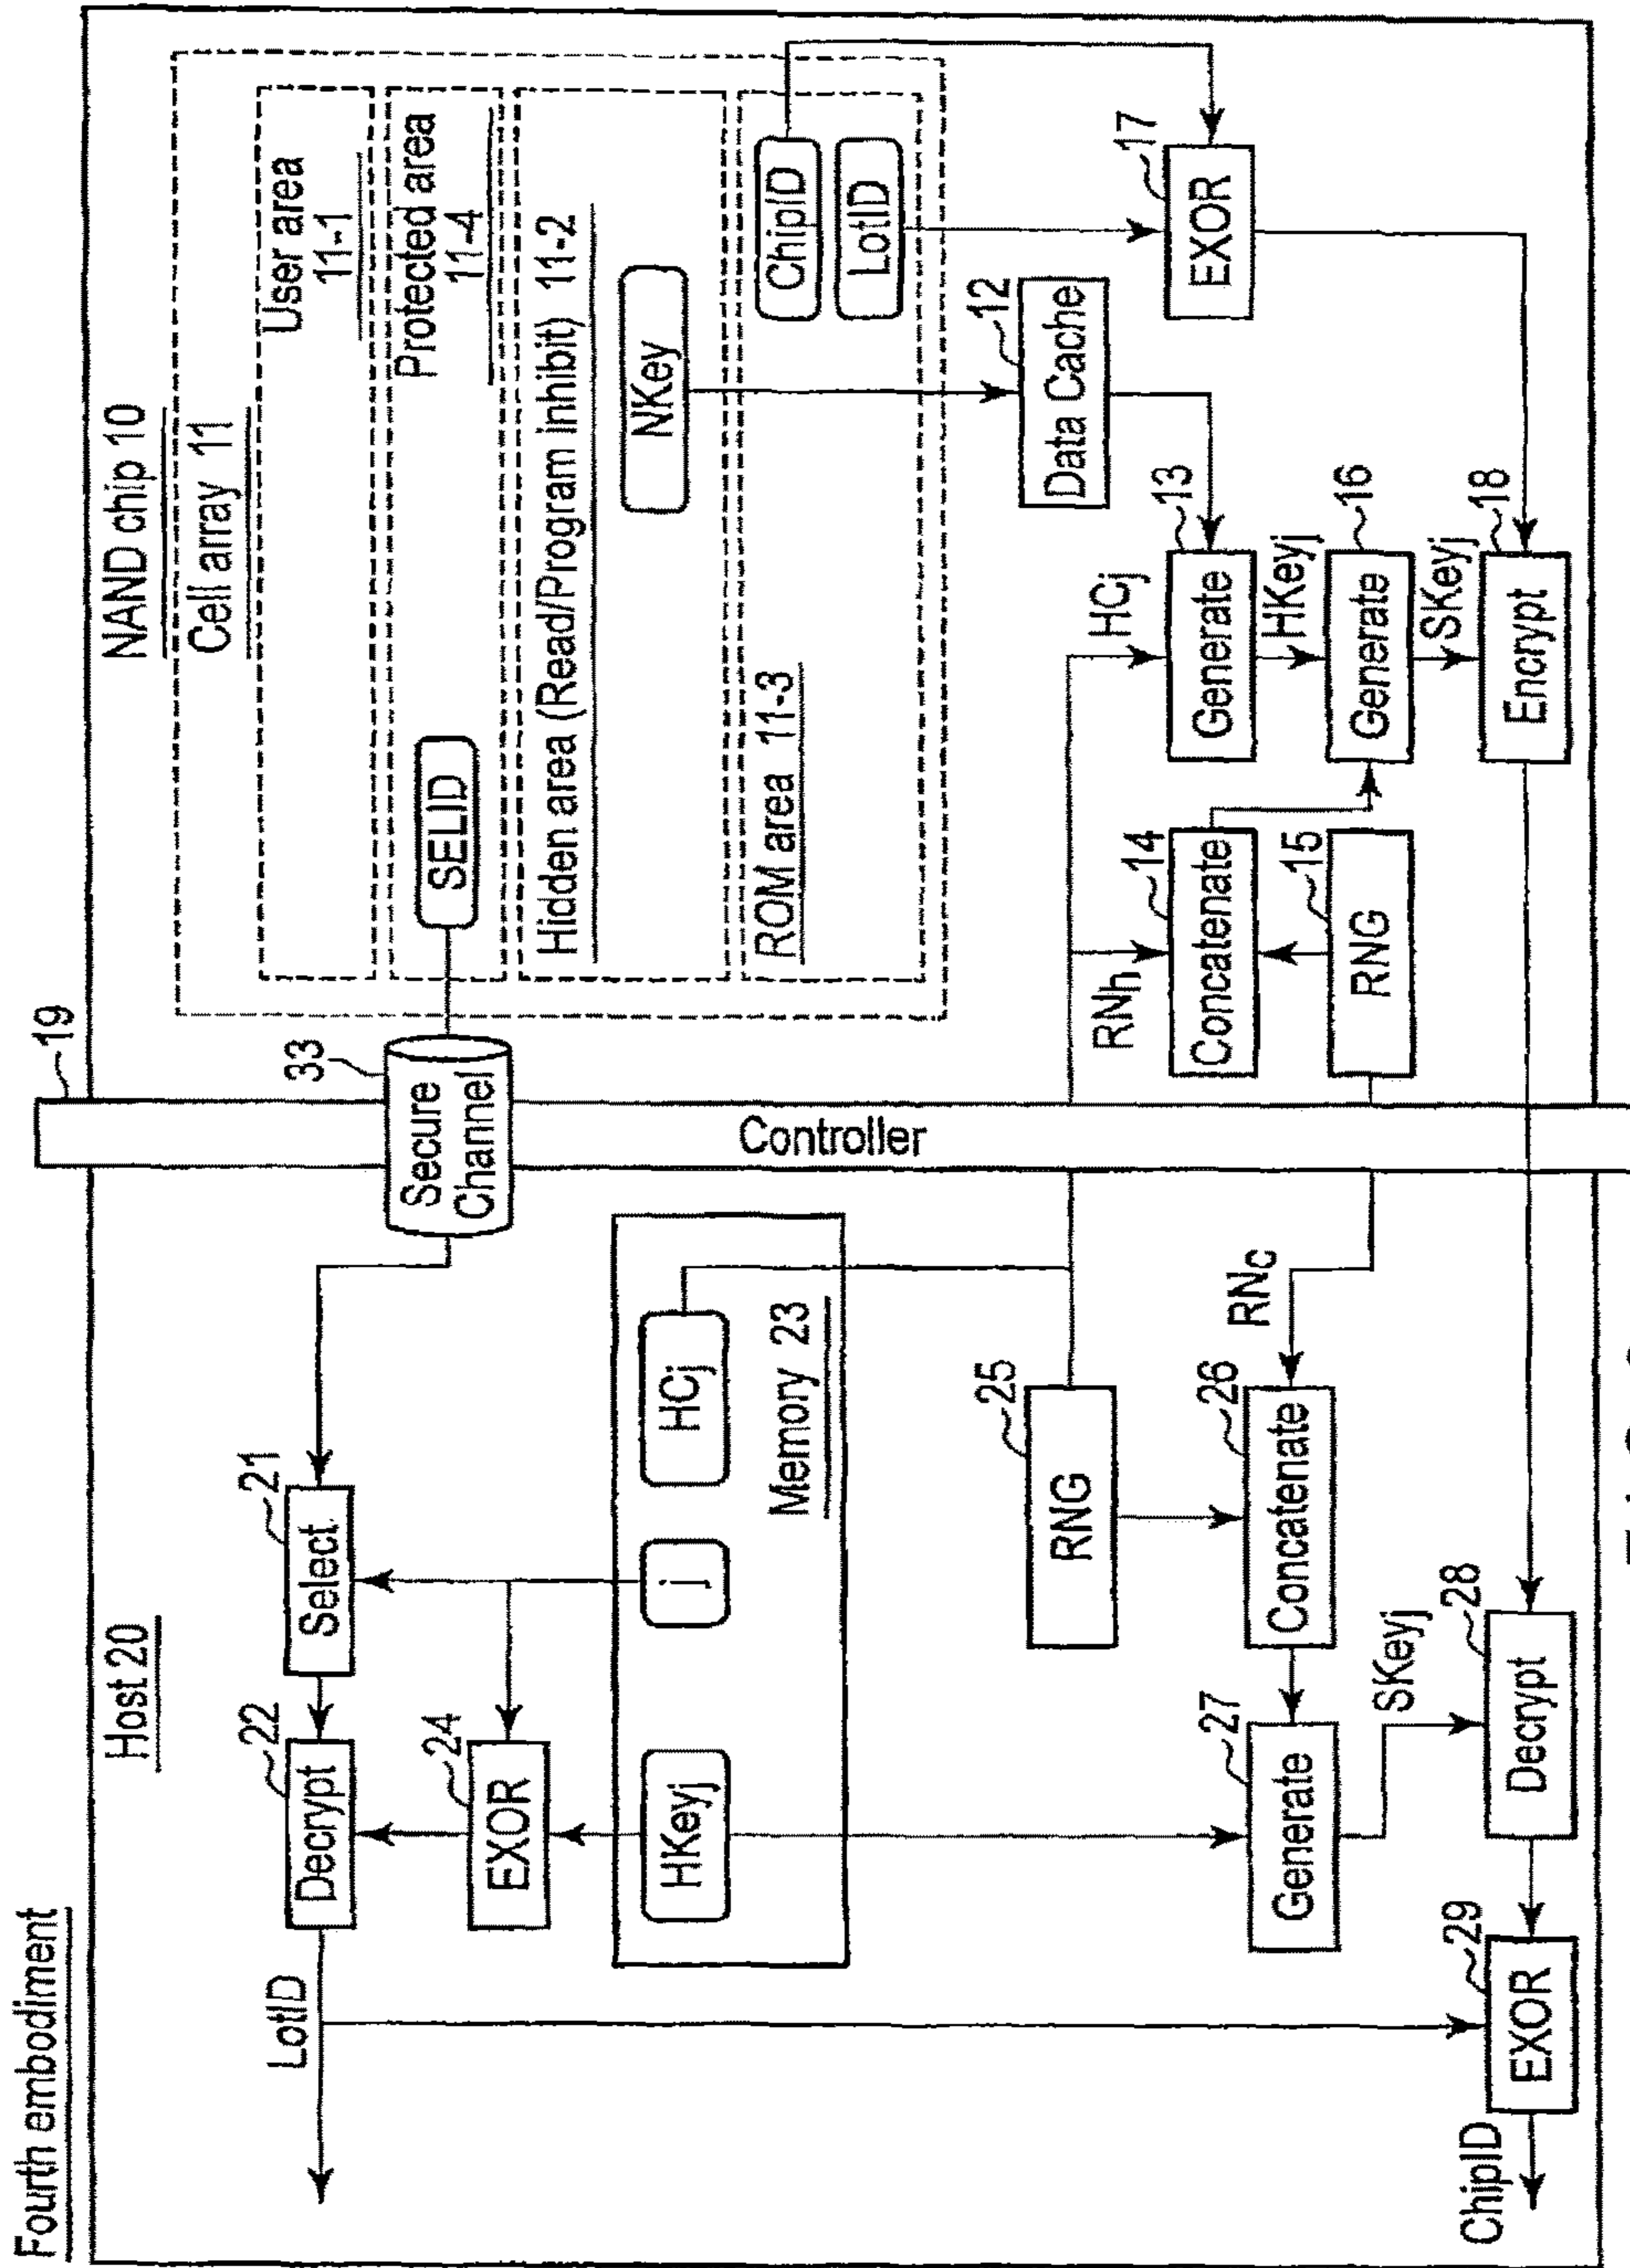 Fourth embodiment
Host 20
NAND chip 10
Cell array 11
User area
11-1
Protected area
11-4
SELID
Hidden area (Read/Program inhibit) 11-2
NKey
ROM area 11-3
ChipID
LotID
19
33
Secure
Channel
Controller
12
Data Cache
17
EXOR
HCj
13
Generate
HKeyj
16
Generate
SKeyj
18
Encrypt
RNh
14
Concatenate
15
RNG
21
Select
22
Decrypt
LotID
24
EXOR
HKeyj
j
HCj
Memory 23
25
RNG
RNc
26
Concatenate
27
Generate
SKeyj
28
Decrypt
29
EXOR
ChipID